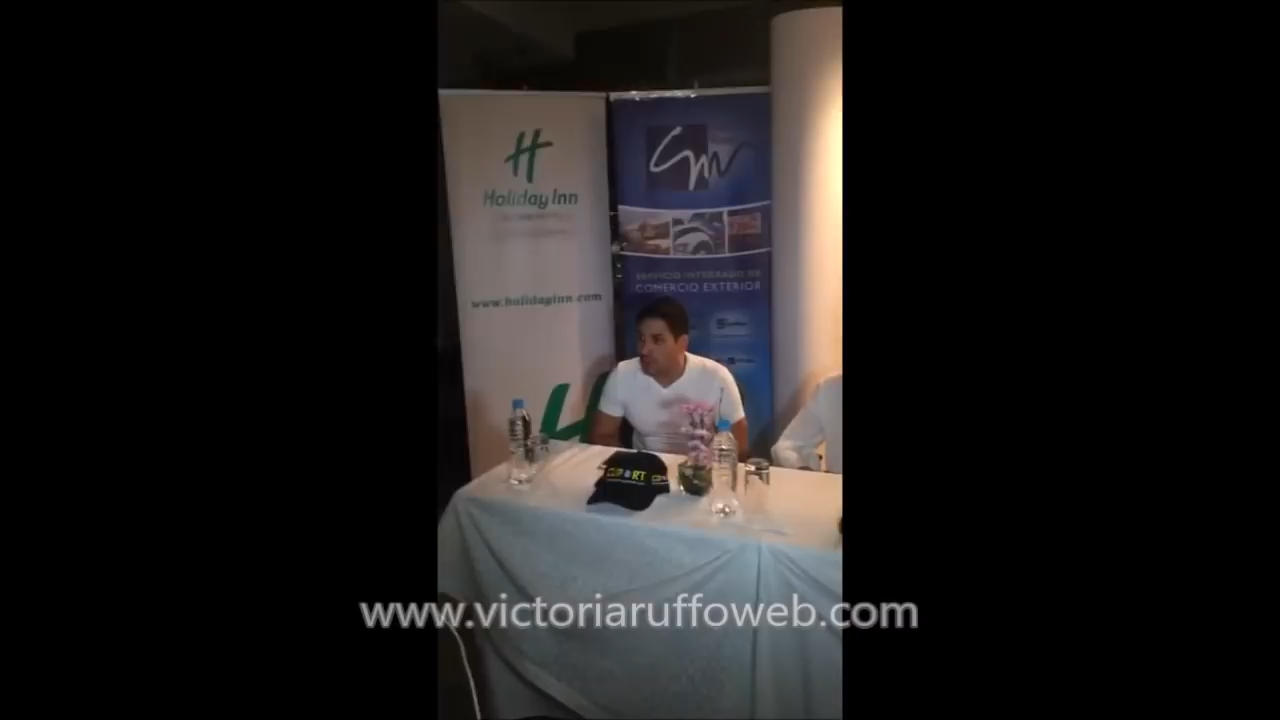 H
Holiday Inn
www.holidayinn.com
SERVICIO INTEGRADO DE
COMERCIO EXTERIOR
H
www.victoriaruffoweb.com